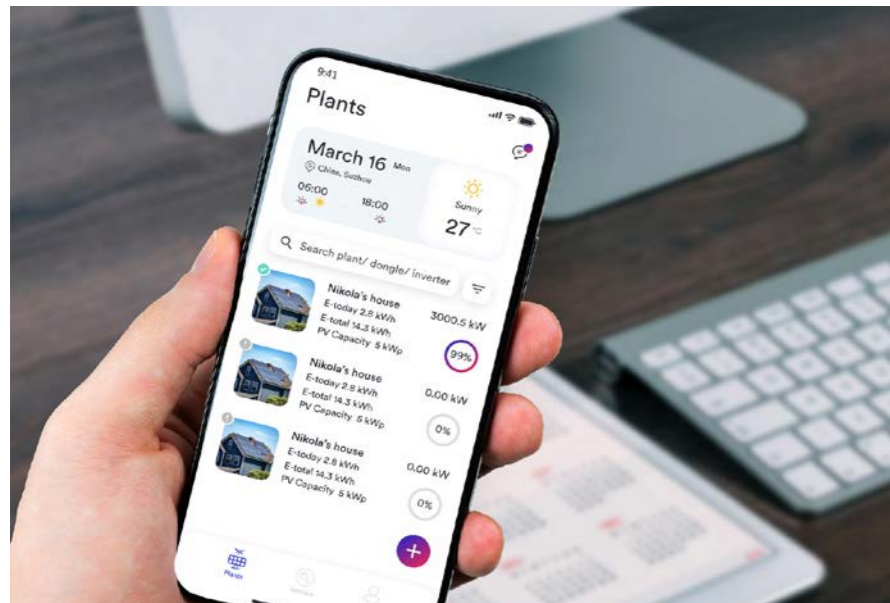 9:41
Plants
March 16 Mon
China, Suzhou
06:00
18:00
Sunny
27 °C
Search plant/ dongle/ inverter
Nikola's house
E-today 2.8 kWh
E-total 14.3 kWh
PV Capacity 5 kWp
3000.5 kW
99%
Nikola's house
E-today 2.8 kWh
E-total 14.3 kWh
PV Capacity 5 kWp
0.00 kW
0%
Nikola's house
E-today 2.8 kWh
E-total 14.3 kWh
PV Capacity 5 kWp
0.00 kW
0%
Plants